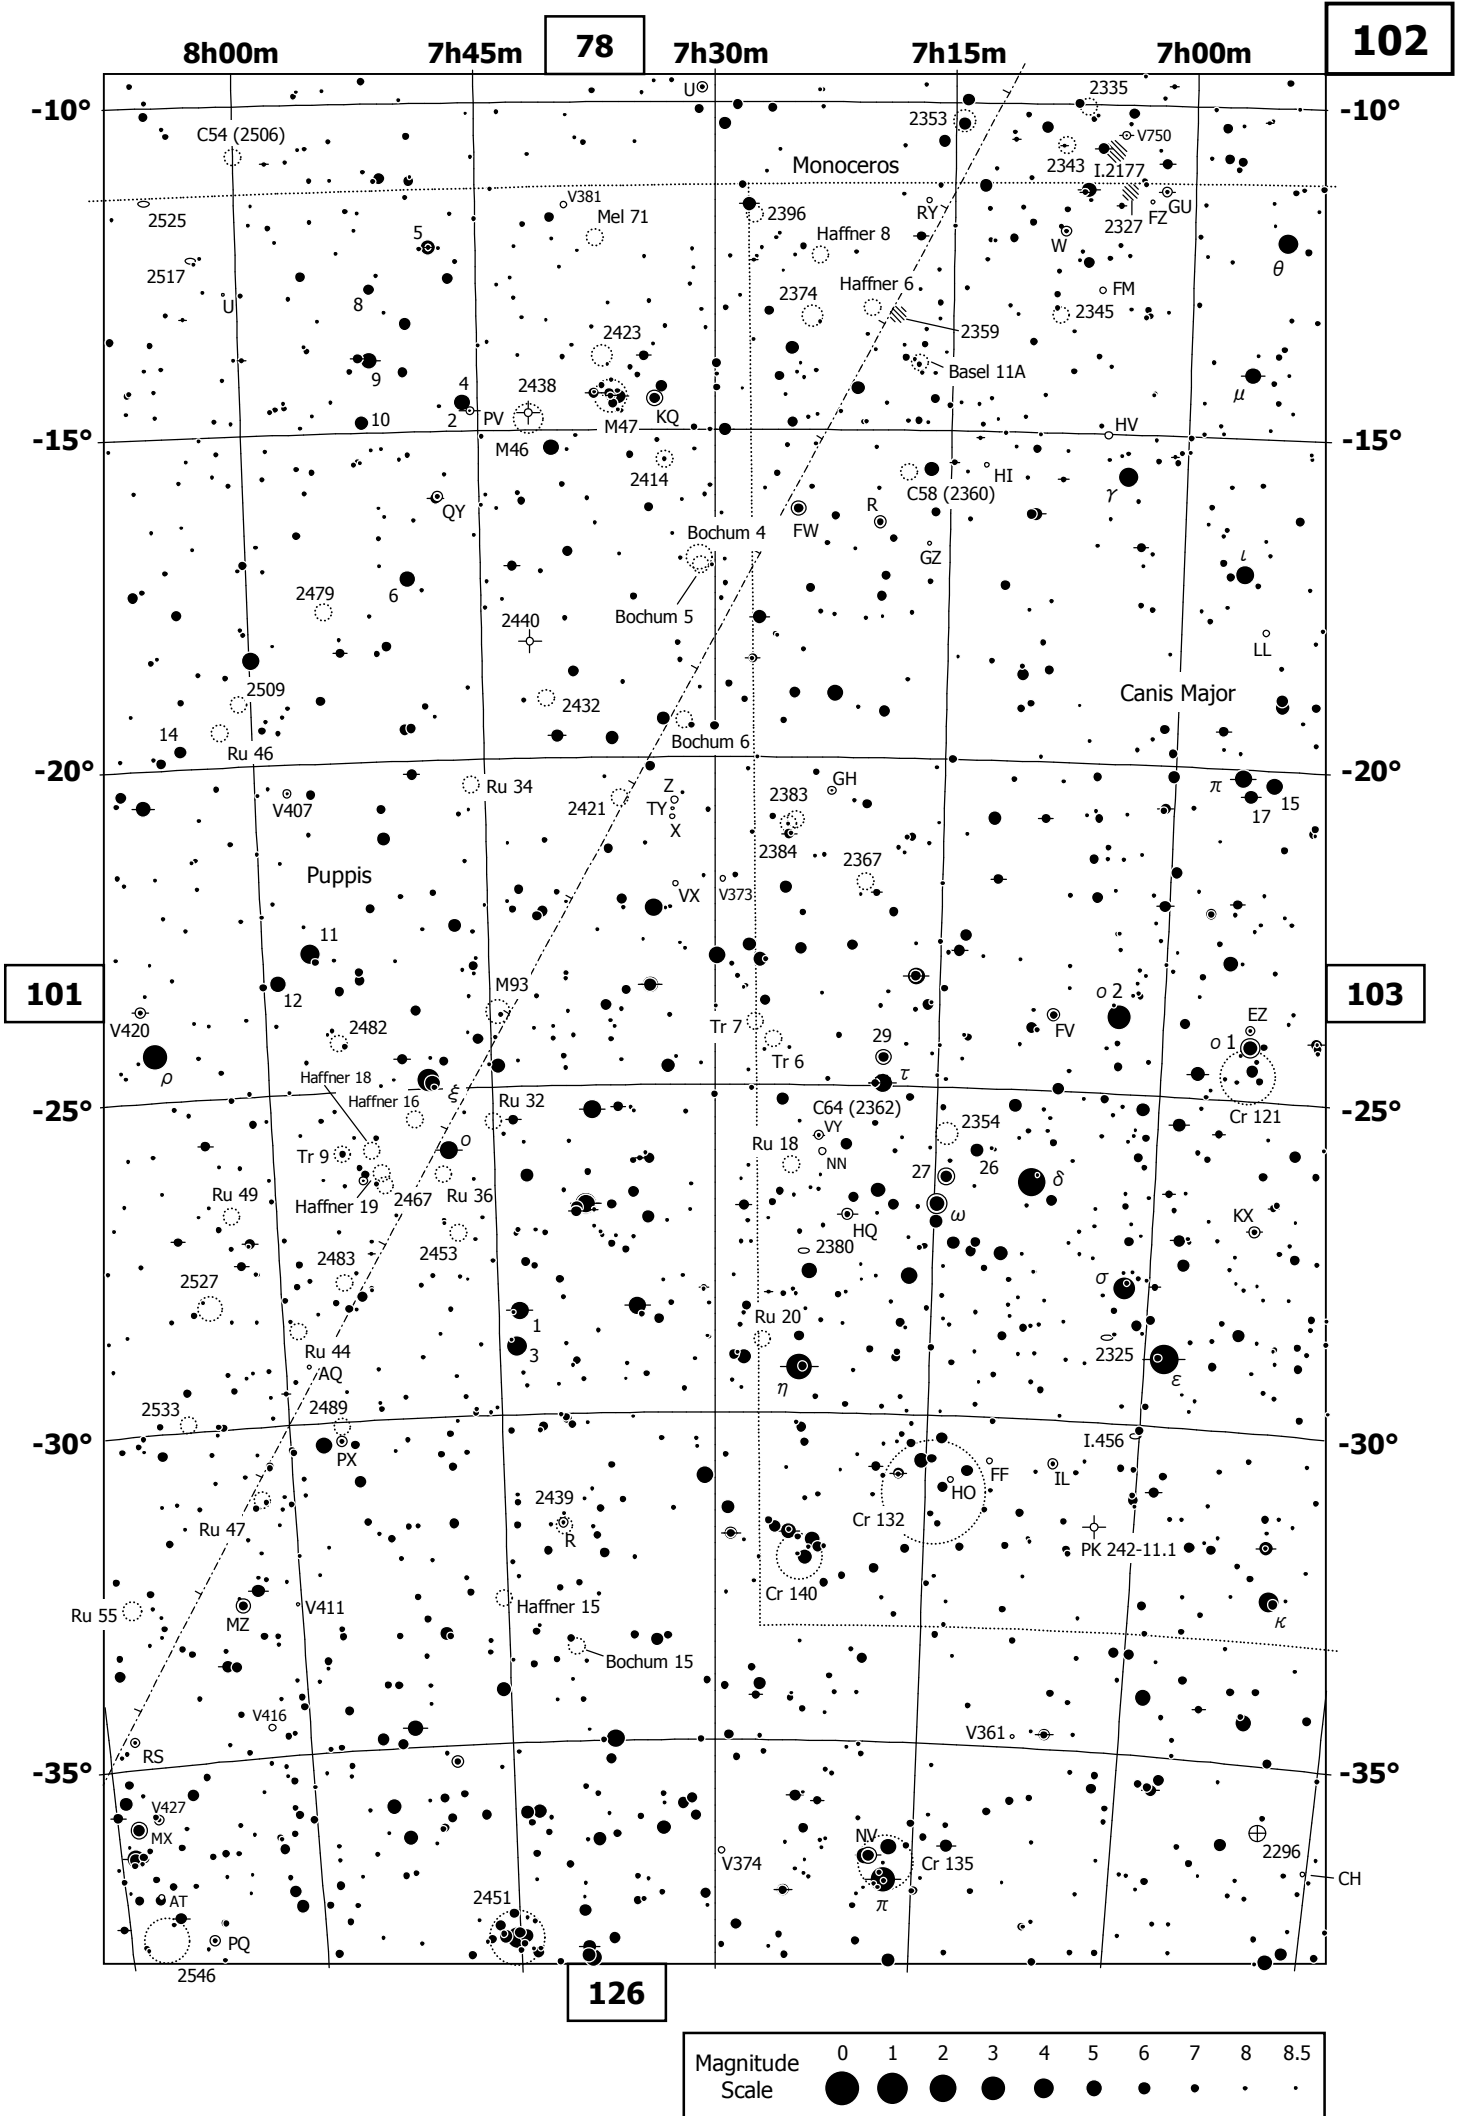 78
102
8h00m 7h45m 7h30m 7h15m 7h00m
-10° -10°
U
2335
2353
V750
C54 (2506)
2343
I.2177
Monoceros
V381
2525
Mel 71
2396
RY
2327
FZ
GU
5
Haffner 8
W
θ
2517
U
8
2374
Haffner 6
FM
2345
2423
2359
9
Basel 11A
μ
4
2438
2
PV
10
KQ
M47
HV
-15° -15°
M46
2414
HI
C58 (2360)
γ
QY
FW
R
Bochum 4
GZ
ι
6
2479
Bochum 5
2440
LL
2509
2432
Canis Major
14
Ru 46
Bochum 6
-20° -20°
V407
Ru 34
2421
Z
TY
X
GH
2383
2384
π
17
15
Puppis
VX
V373
2367
11
12
101
103
M93
o 2
V420
2482
Tr 7
Tr 6
29
FV
EZ
o 1
ρ
Haffner 18
τ
ξ
Haffner 16
Ru 32
C64 (2362)
-25° -25°
VY
2354
Cr 121
Tr 9
o
Ru 18
NN
27
26
δ
Haffner 19
2467
Ru 36
Ru 49
HQ
ω
KX
2483
2453
2380
2527
σ
1
Ru 20
3
Ru 44
AQ
η
2325
ε
2533
2489
-30° -30°
PX
I.456
FF
IL
HO
2439
R
Ru 47
Cr 132
PK 242-11.1
Cr 140
Ru 55
MZ
V411
Haffner 15
κ
Bochum 15
V416
RS
V361
-35° -35°
V427
MX
NV
V374
Cr 135
2296
CH
AT
2451
π
PQ
2546
126
Magnitude
Scale
0 1 2 3 4 5 6 7 8 8.5